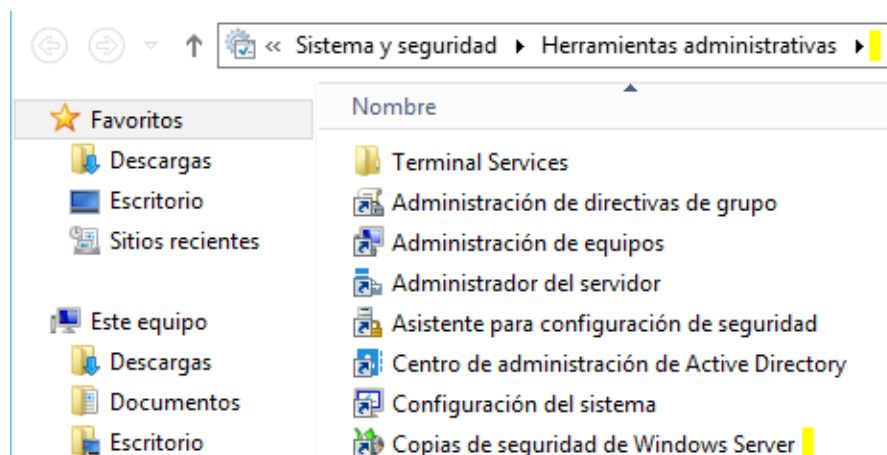 « Sistema y seguridad ▸ Herramientas administrativas ▸
Favoritos
Descargas
Escritorio
Sitios recientes
Este equipo
Descargas
Documentos
Escritorio
Nombre
Terminal Services
Administración de directivas de grupo
Administración de equipos
Administrador del servidor
Asistente para configuración de seguridad
Centro de administración de Active Directory
Configuración del sistema
Copias de seguridad de Windows Server